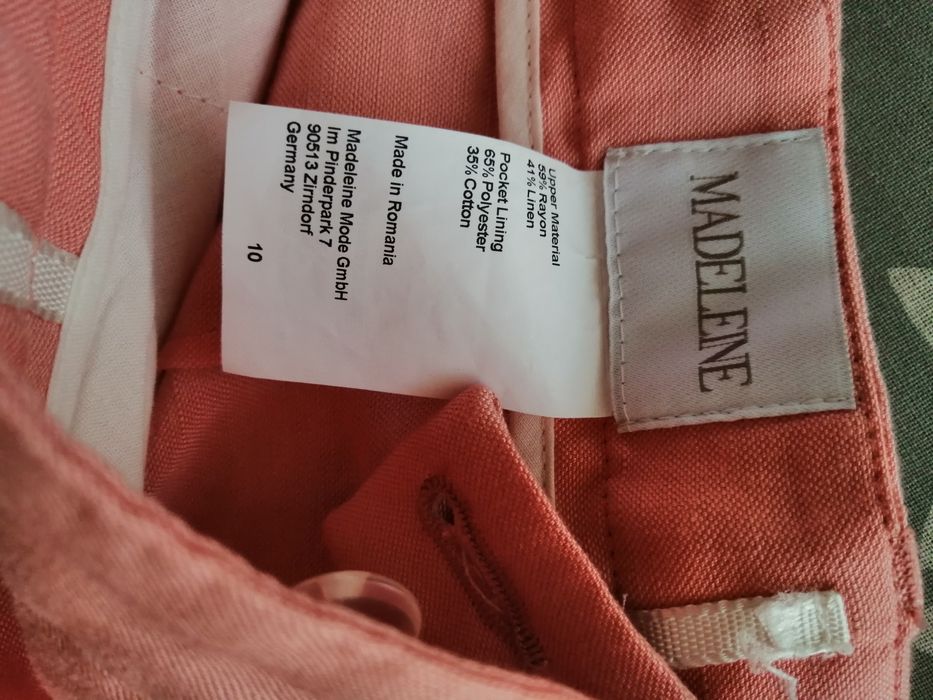 MADELEINE
Upper Material
59% Rayon
41% Linen
Pocket Lining
65% Polyester
35% Cotton
Made in Romania
Madeleine Mode GmbH
Im Pinderpark 7
90513 Zirndorf
Germany
10